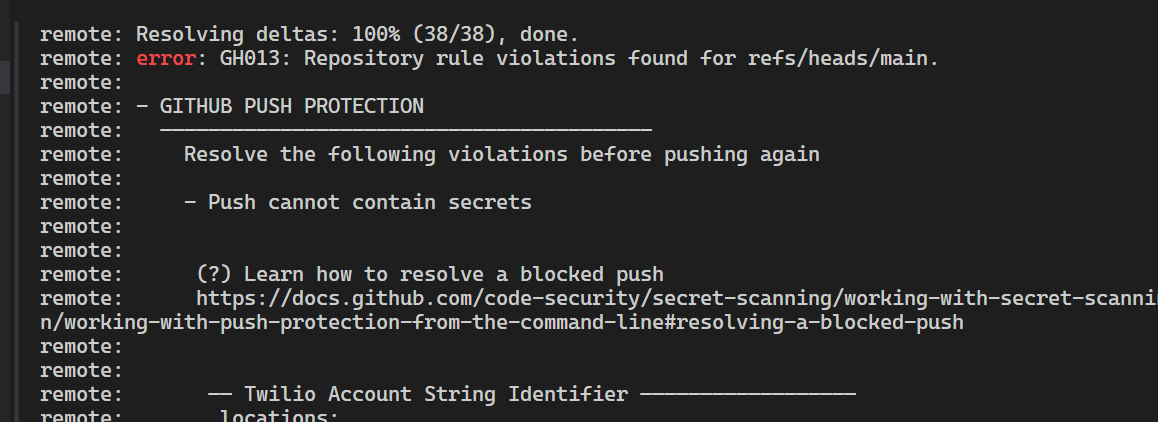 remote: Resolving deltas: 100% (38/38), done.
remote: error: GH013: Repository rule violations found for refs/heads/main.
remote:
remote: - GITHUB PUSH PROTECTION
remote:   —————————————————————————————————————————
remote:     Resolve the following violations before pushing again
remote:
remote:     - Push cannot contain secrets
remote:
remote:
remote:      (?) Learn how to resolve a blocked push
remote:      https://docs.github.com/code-security/secret-scanning/working-with-secret-scanni
n/working-with-push-protection-from-the-command-line#resolving-a-blocked-push
remote:
remote:
remote:       —— Twilio Account String Identifier ——————————————————
remote:        locations: